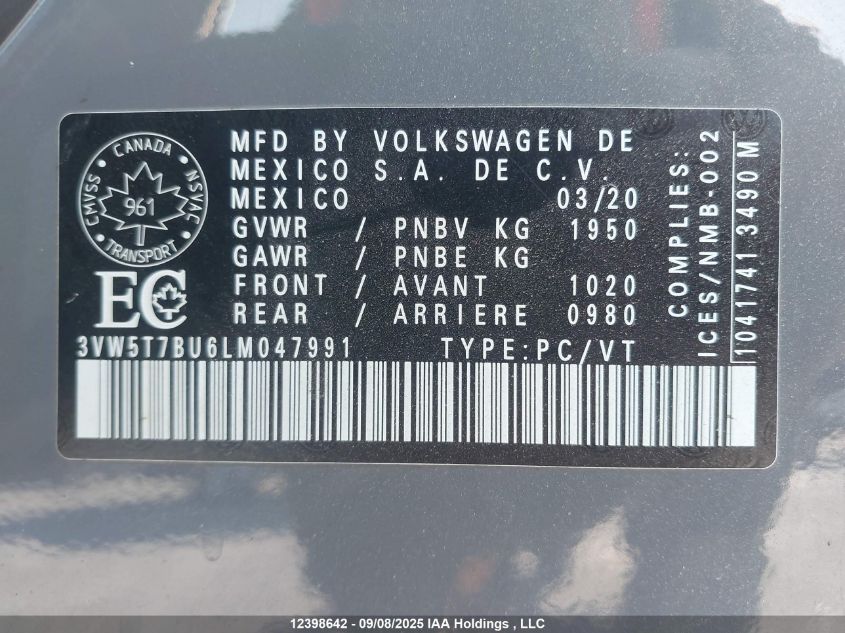 CANADA
CMVSS
NSVAC
961
TRANSPORT
EC
MFD BY VOLKSWAGEN DE
MEXICO S.A. DE C.V.
MEXICO 03/20
GVWR / PNBV KG 1950
GAWR / PNBE KG
FRONT / AVANT 1020
REAR / ARRIERE 0980
3VW5T7BU6LM047991 TYPE:PC/VT
COMPLIES:
ICES/NMB-002
1041741 3490 M
12398642 - 09/08/2025 IAA Holdings , LLC